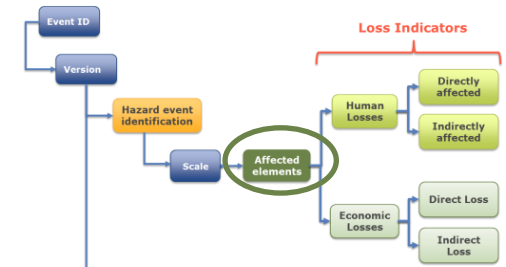 Event ID
Loss Indicators
Version
Directly
affected
Hazard event
identification
Human
Losses
Indirectly
affected
Scale
Affected
elements
Direct Loss
Economic
Losses
Indirect
Loss